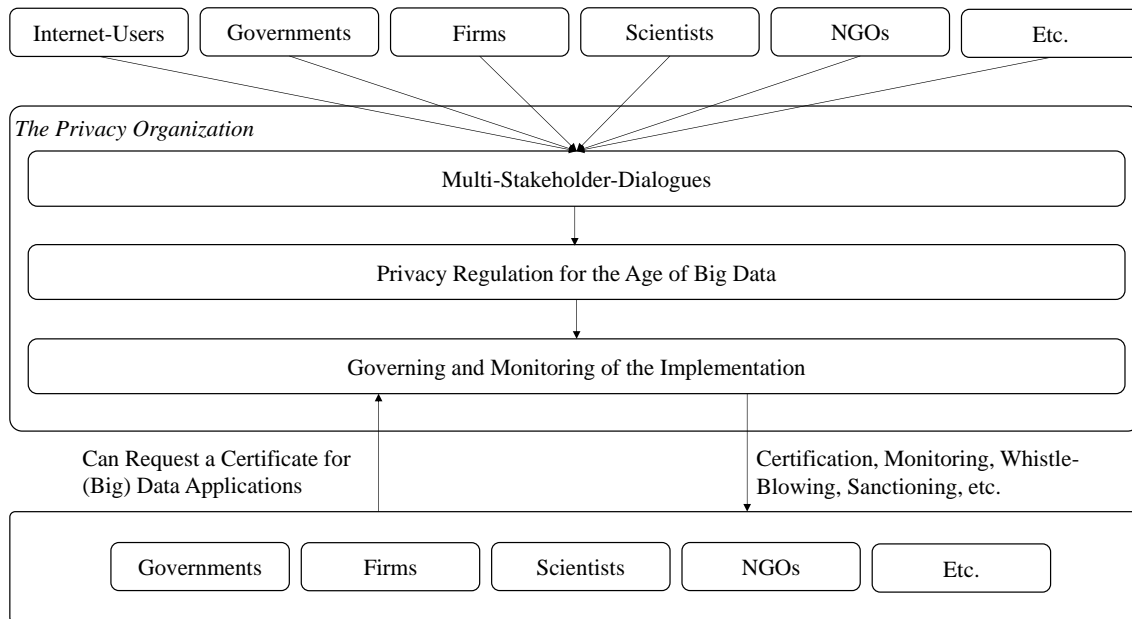 Internet-Users
Governments
Firms
Scientists
NGOs
Etc.
The Privacy Organization
Multi-Stakeholder-Dialogues
Privacy Regulation for the Age of Big Data
Governing and Monitoring of the Implementation
Can Request a Certificate for
(Big) Data Applications
Certification, Monitoring, Whistle-
Blowing, Sanctioning, etc.
Governments
Firms
Scientists
NGOs
Etc.